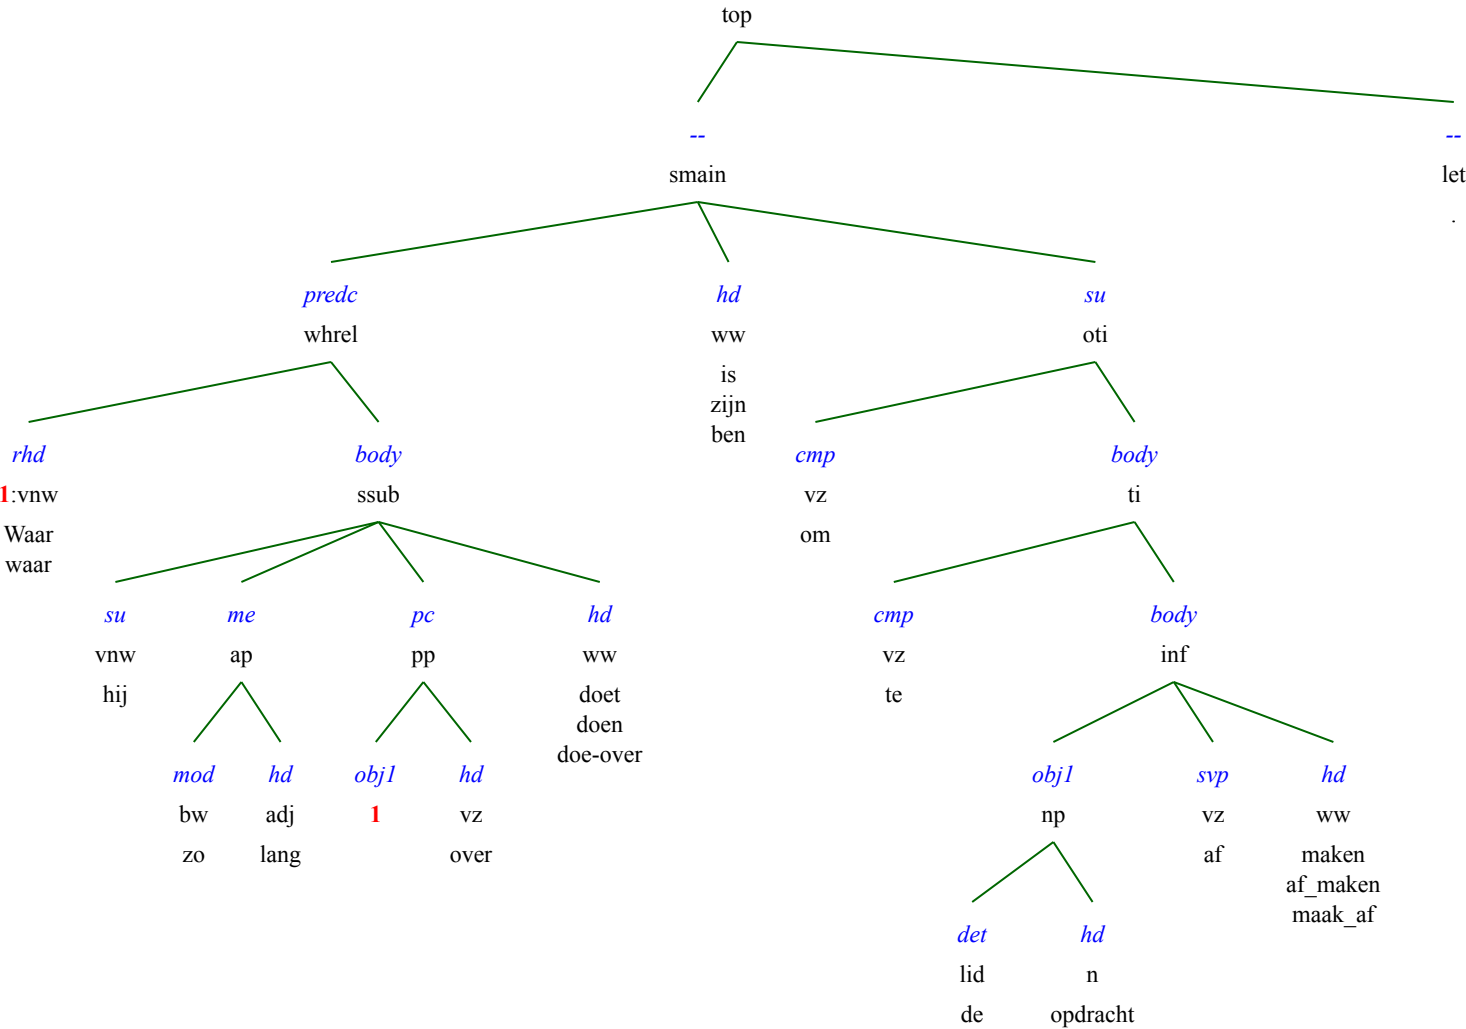 top
-- --
smain let
.
predc hd su
whrel ww oti
is
zijn
ben
rhd body cmp body
1:vnw ssub vz ti
Waar om
waar
su me pc hd cmp body
vnw ap pp ww vz inf
hij doet te
doen
doe-over
mod hd obj1 hd obj1 svp hd
bw adj 1 vz np vz ww
zo lang over af maken
af_maken
maak_af
det hd
lid n
de opdracht